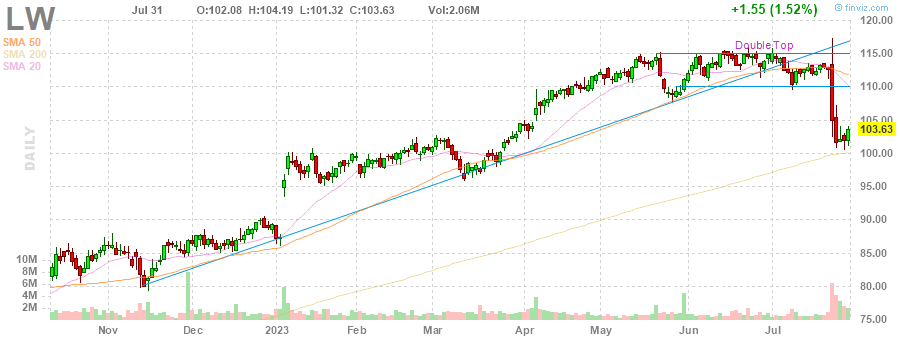 LW Jul 31 O:102.08 H:104.19 L:101.32 C:103.63 Vol:2.06M +1.55 (1.52%) © finviz.com
SMA 50
SMA 200
SMA 20
Double Top
DAILY
120.00
115.00
110.00
105.00
103.63
100.00
95.00
90.00
85.00
80.00
75.00
10M
8M
6M
4M
2M
Nov Dec 2023 Feb Mar Apr May Jun Jul